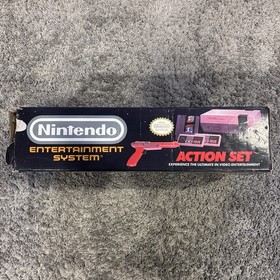 Nintendo
ENTERTAINMENT
SYSTEM
ACTION SET
EXPERIENCE THE ULTIMATE IN VIDEO ENTERTAINMENT